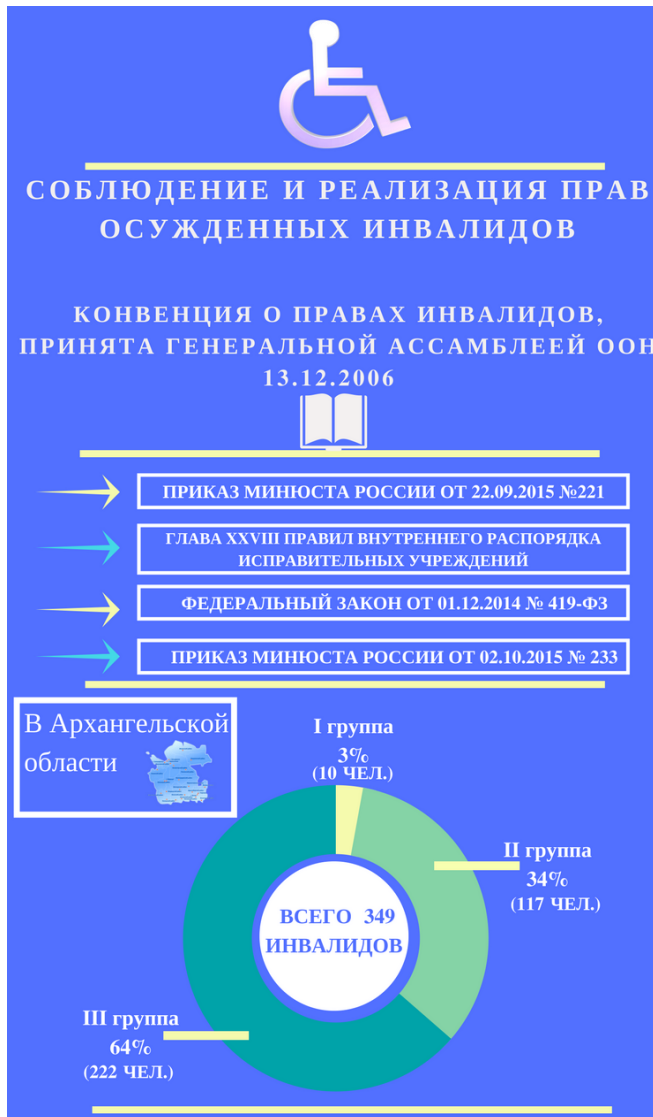 СОБЛЮДЕНИЕ И РЕАЛИЗАЦИЯ ПРАВ
ОСУЖДЕННЫХ ИНВАЛИДОВ
КОНВЕНЦИЯ О ПРАВАХ ИНВАЛИДОВ,
ПРИНЯТА ГЕНЕРАЛЬНОЙ АССАМБЛЕЕЙ ООН
13.12.2006
ПРИКАЗ МИНЮСТА РОССИИ ОТ 22.09.2015 №221
ГЛАВА XXVIII ПРАВИЛ ВНУТРЕННЕГО РАСПОРЯДКА
ИСПРАВИТЕЛЬНЫХ УЧРЕЖДЕНИЙ
ФЕДЕРАЛЬНЫЙ ЗАКОН ОТ 01.12.2014 № 419-ФЗ
ПРИКАЗ МИНЮСТА РОССИИ ОТ 02.10.2015 № 233
В Архангельской
области
I группа
3%
(10 ЧЕЛ.)
II группа
34%
(117 ЧЕЛ.)
ВСЕГО 349
ИНВАЛИДОВ
III группа
64%
(222 ЧЕЛ.)